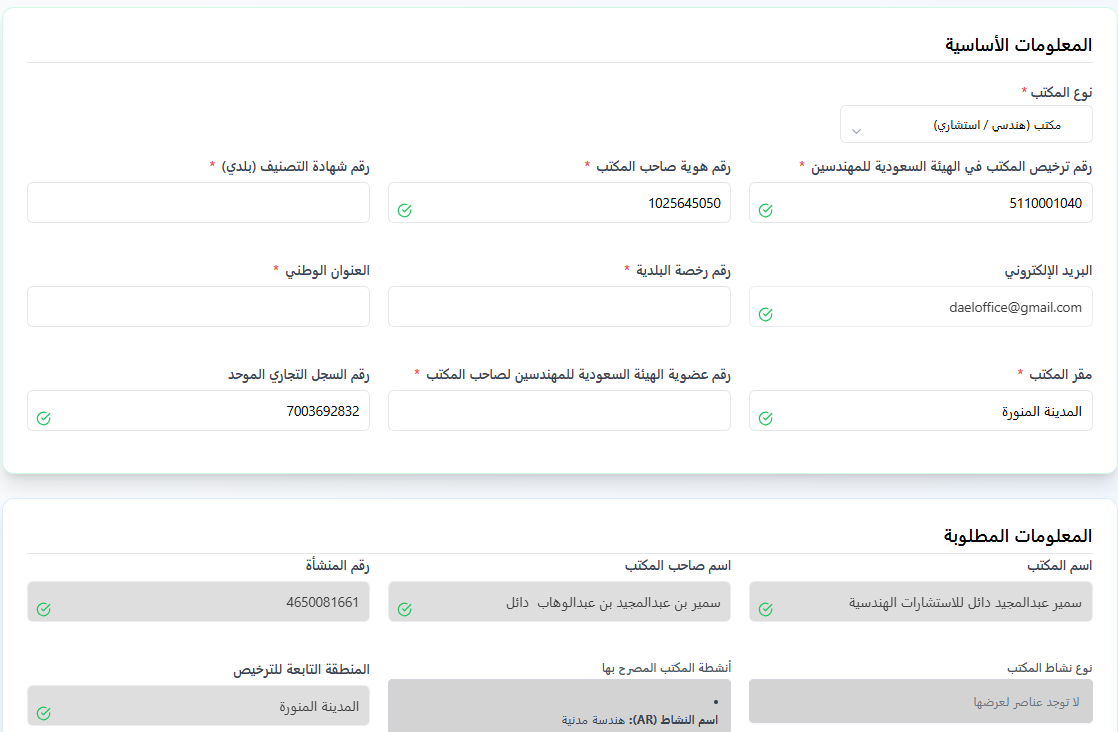 المعلومات الأساسية
نوع المكتب *
مكتب (هندسي / استشاري)
رقم ترخيص المكتب في الهيئة السعودية للمهندسين *
رقم هوية صاحب المكتب *
رقم شهادة التصنيف (بلدي) *
5110001040
1025645050
البريد الإلكتروني
رقم رخصة البلدية *
العنوان الوطني *
daeloffice@gmail.com
مقر المكتب *
رقم عضوية الهيئة السعودية للمهندسين لصاحب المكتب *
رقم السجل التجاري الموحد
المدينة المنورة
7003692832
المعلومات المطلوبة
اسم المكتب
اسم صاحب المكتب
رقم المنشأة
سمير عبدالمجيد دائل للاستشارات الهندسية
سمير بن عبدالمجيد بن عبدالوهاب دائل
4650081661
نوع نشاط المكتب
أنشطة المكتب المصرح بها
المنطقة التابعة للترخيص
لا توجد عناصر لعرضها
•
اسم النشاط (AR): هندسة مدنية
المدينة المنورة